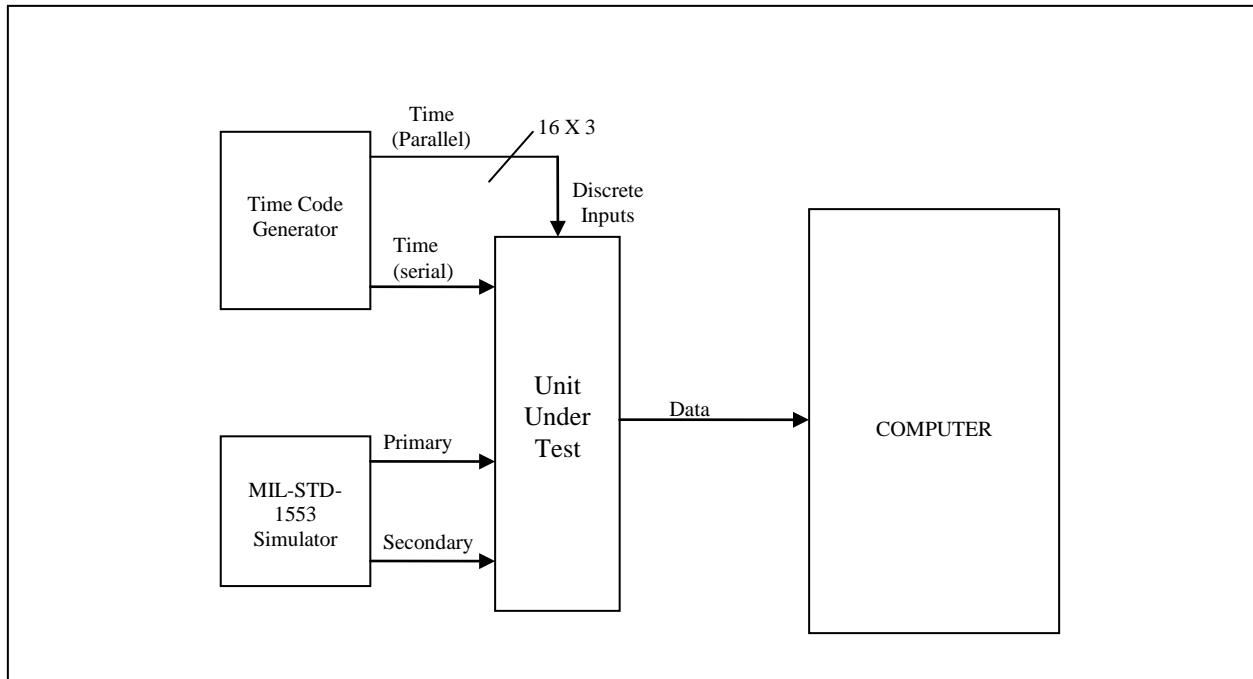 Time
(Parallel)
16 X 3
Time Code
Generator
Discrete
Inputs
Time
(serial)
Unit
Under
Test
Data
COMPUTER
Primary
MIL-STD-
1553
Simulator
Secondary